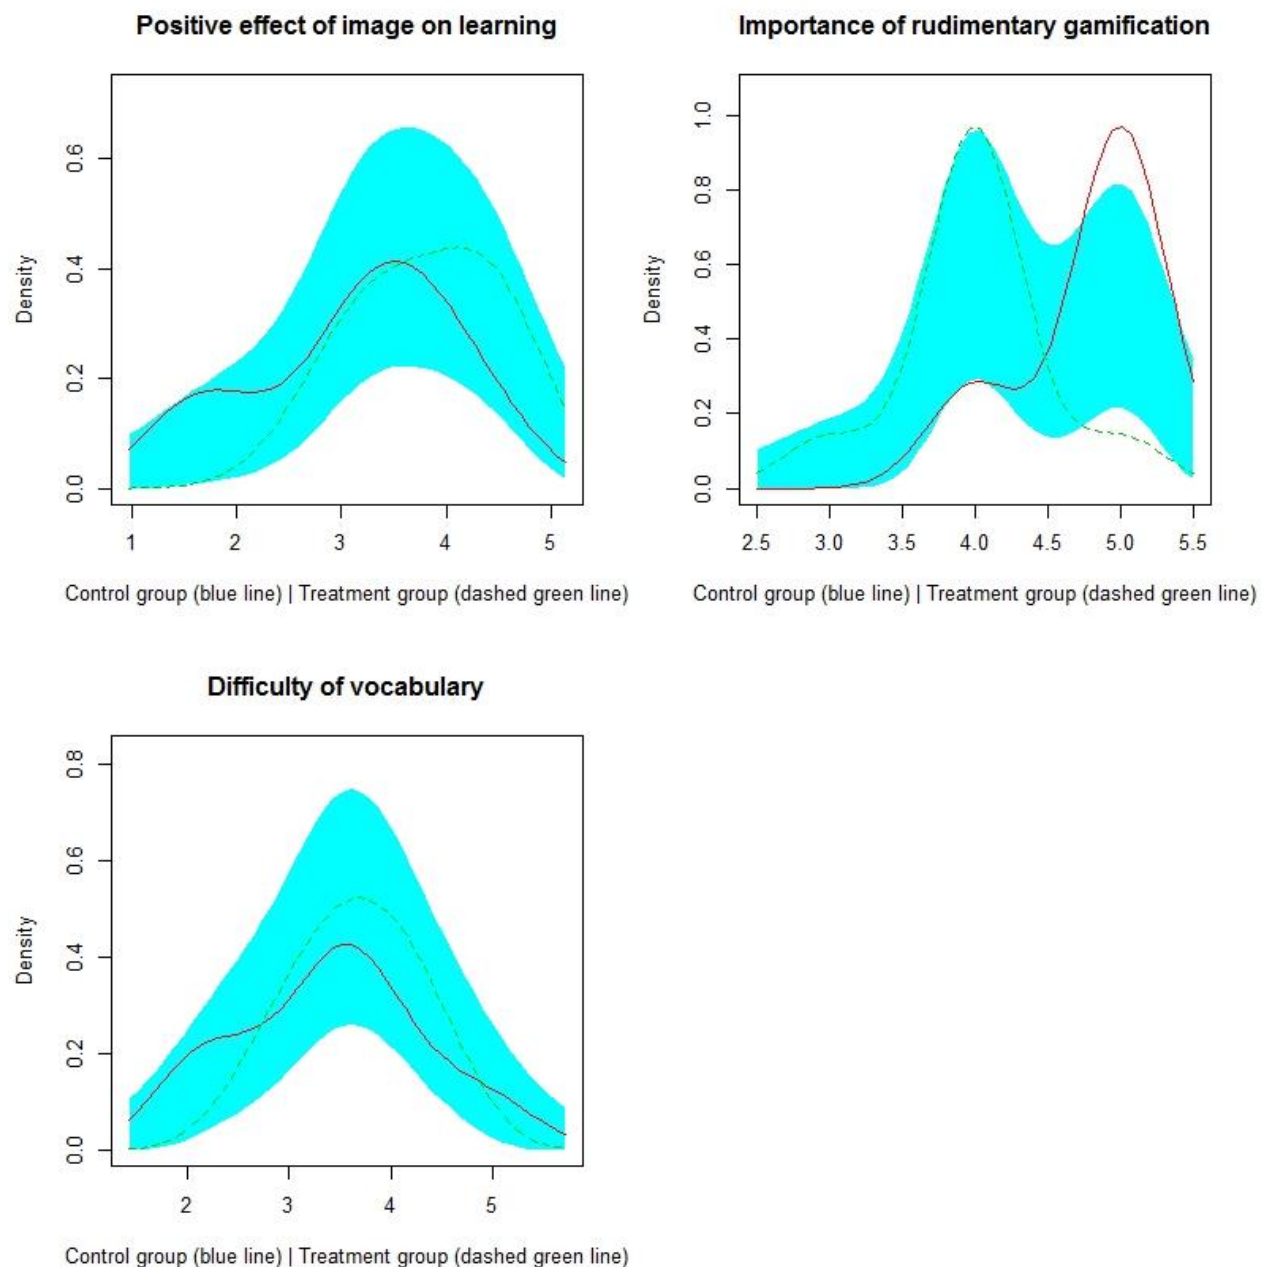 Positive effect of image on learning
Density
0.0 0.2 0.4 0.6
1 2 3 4 5
Control group (blue line) | Treatment group (dashed green line)
Importance of rudimentary gamification
Density
0.0 0.2 0.4 0.6 0.8 1.0
2.5 3.0 3.5 4.0 4.5 5.0 5.5
Control group (blue line) | Treatment group (dashed green line)
Difficulty of vocabulary
Density
0.0 0.2 0.4 0.6 0.8
2 3 4 5
Control group (blue line) | Treatment group (dashed green line)